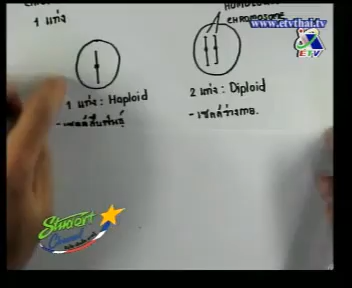 HOMOLOGOUS
CHROMOSOME
www.etvthai.tv
ETV
1 แท่ง
1 แท่ง : Haploid
- เซลล์สืบพันธุ์
2 แท่ง : Diploid
- เซลล์ร่างกาย.
Student
Channel